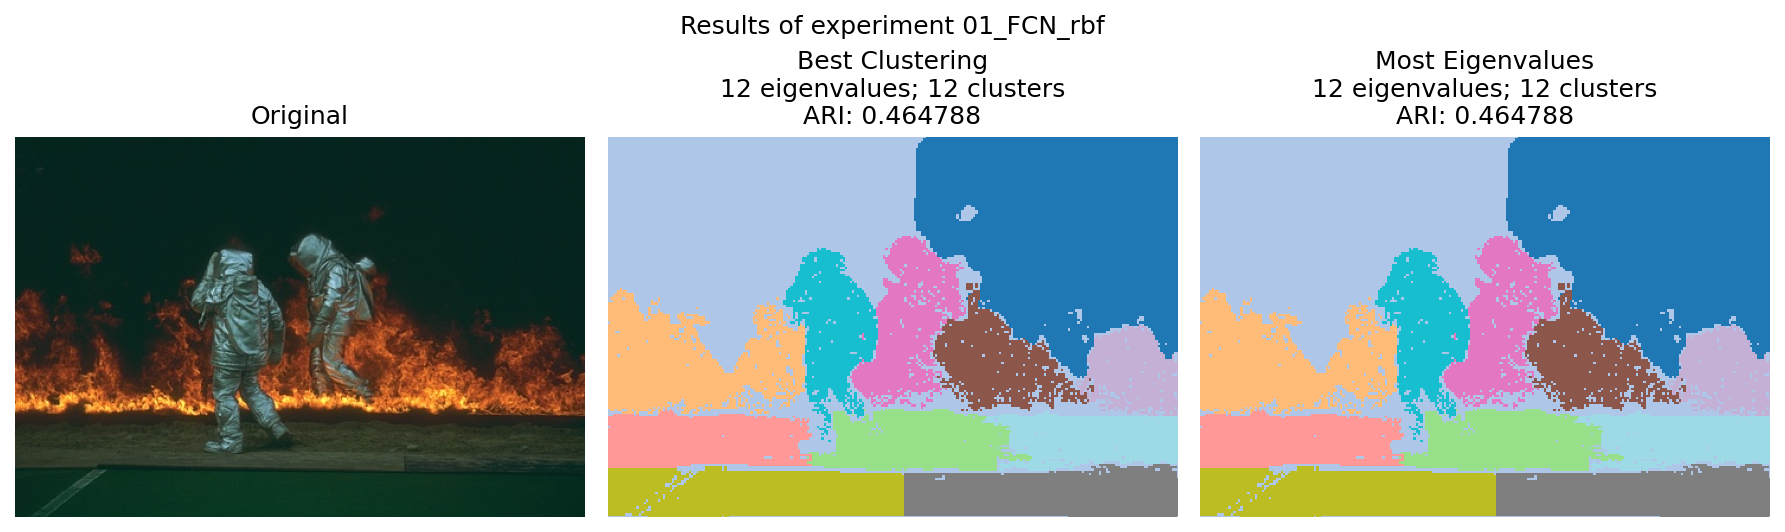 Results of experiment 01_FCN_rbf
Original
Best Clustering
12 eigenvalues; 12 clusters
ARI: 0.464788
Most Eigenvalues
12 eigenvalues; 12 clusters
ARI: 0.464788